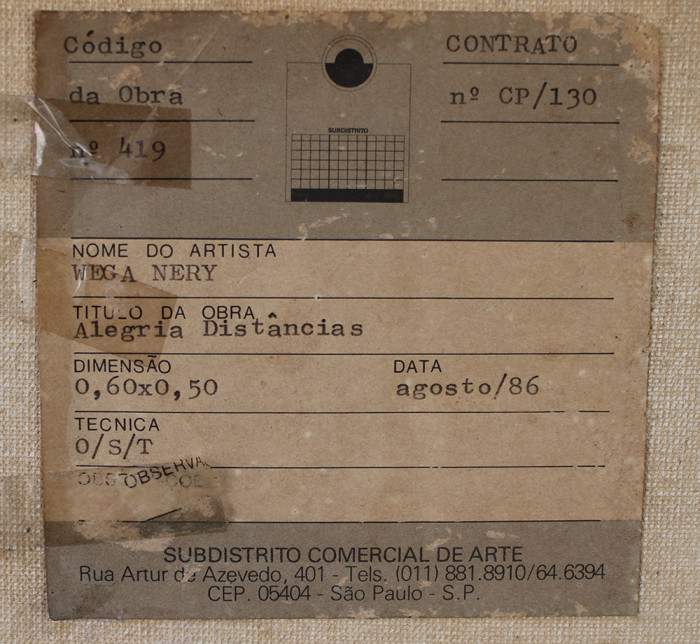 Código
da Obra
nº 419
SUBDISTRITO
CONTRATO
nº CP/130
NOME DO ARTISTA
WEGA NERY
TITULO DA OBRA
Alegria Distâncias
DIMENSÃO
0,60x0,50
DATA
agosto/86
TECNICA
O/S/T
SUBDISTRITO COMERCIAL DE ARTE
Rua Artur de Azevedo, 401 - Tels. (011) 881.8910/64.6394
CEP. 05404 - São Paulo - S.P.